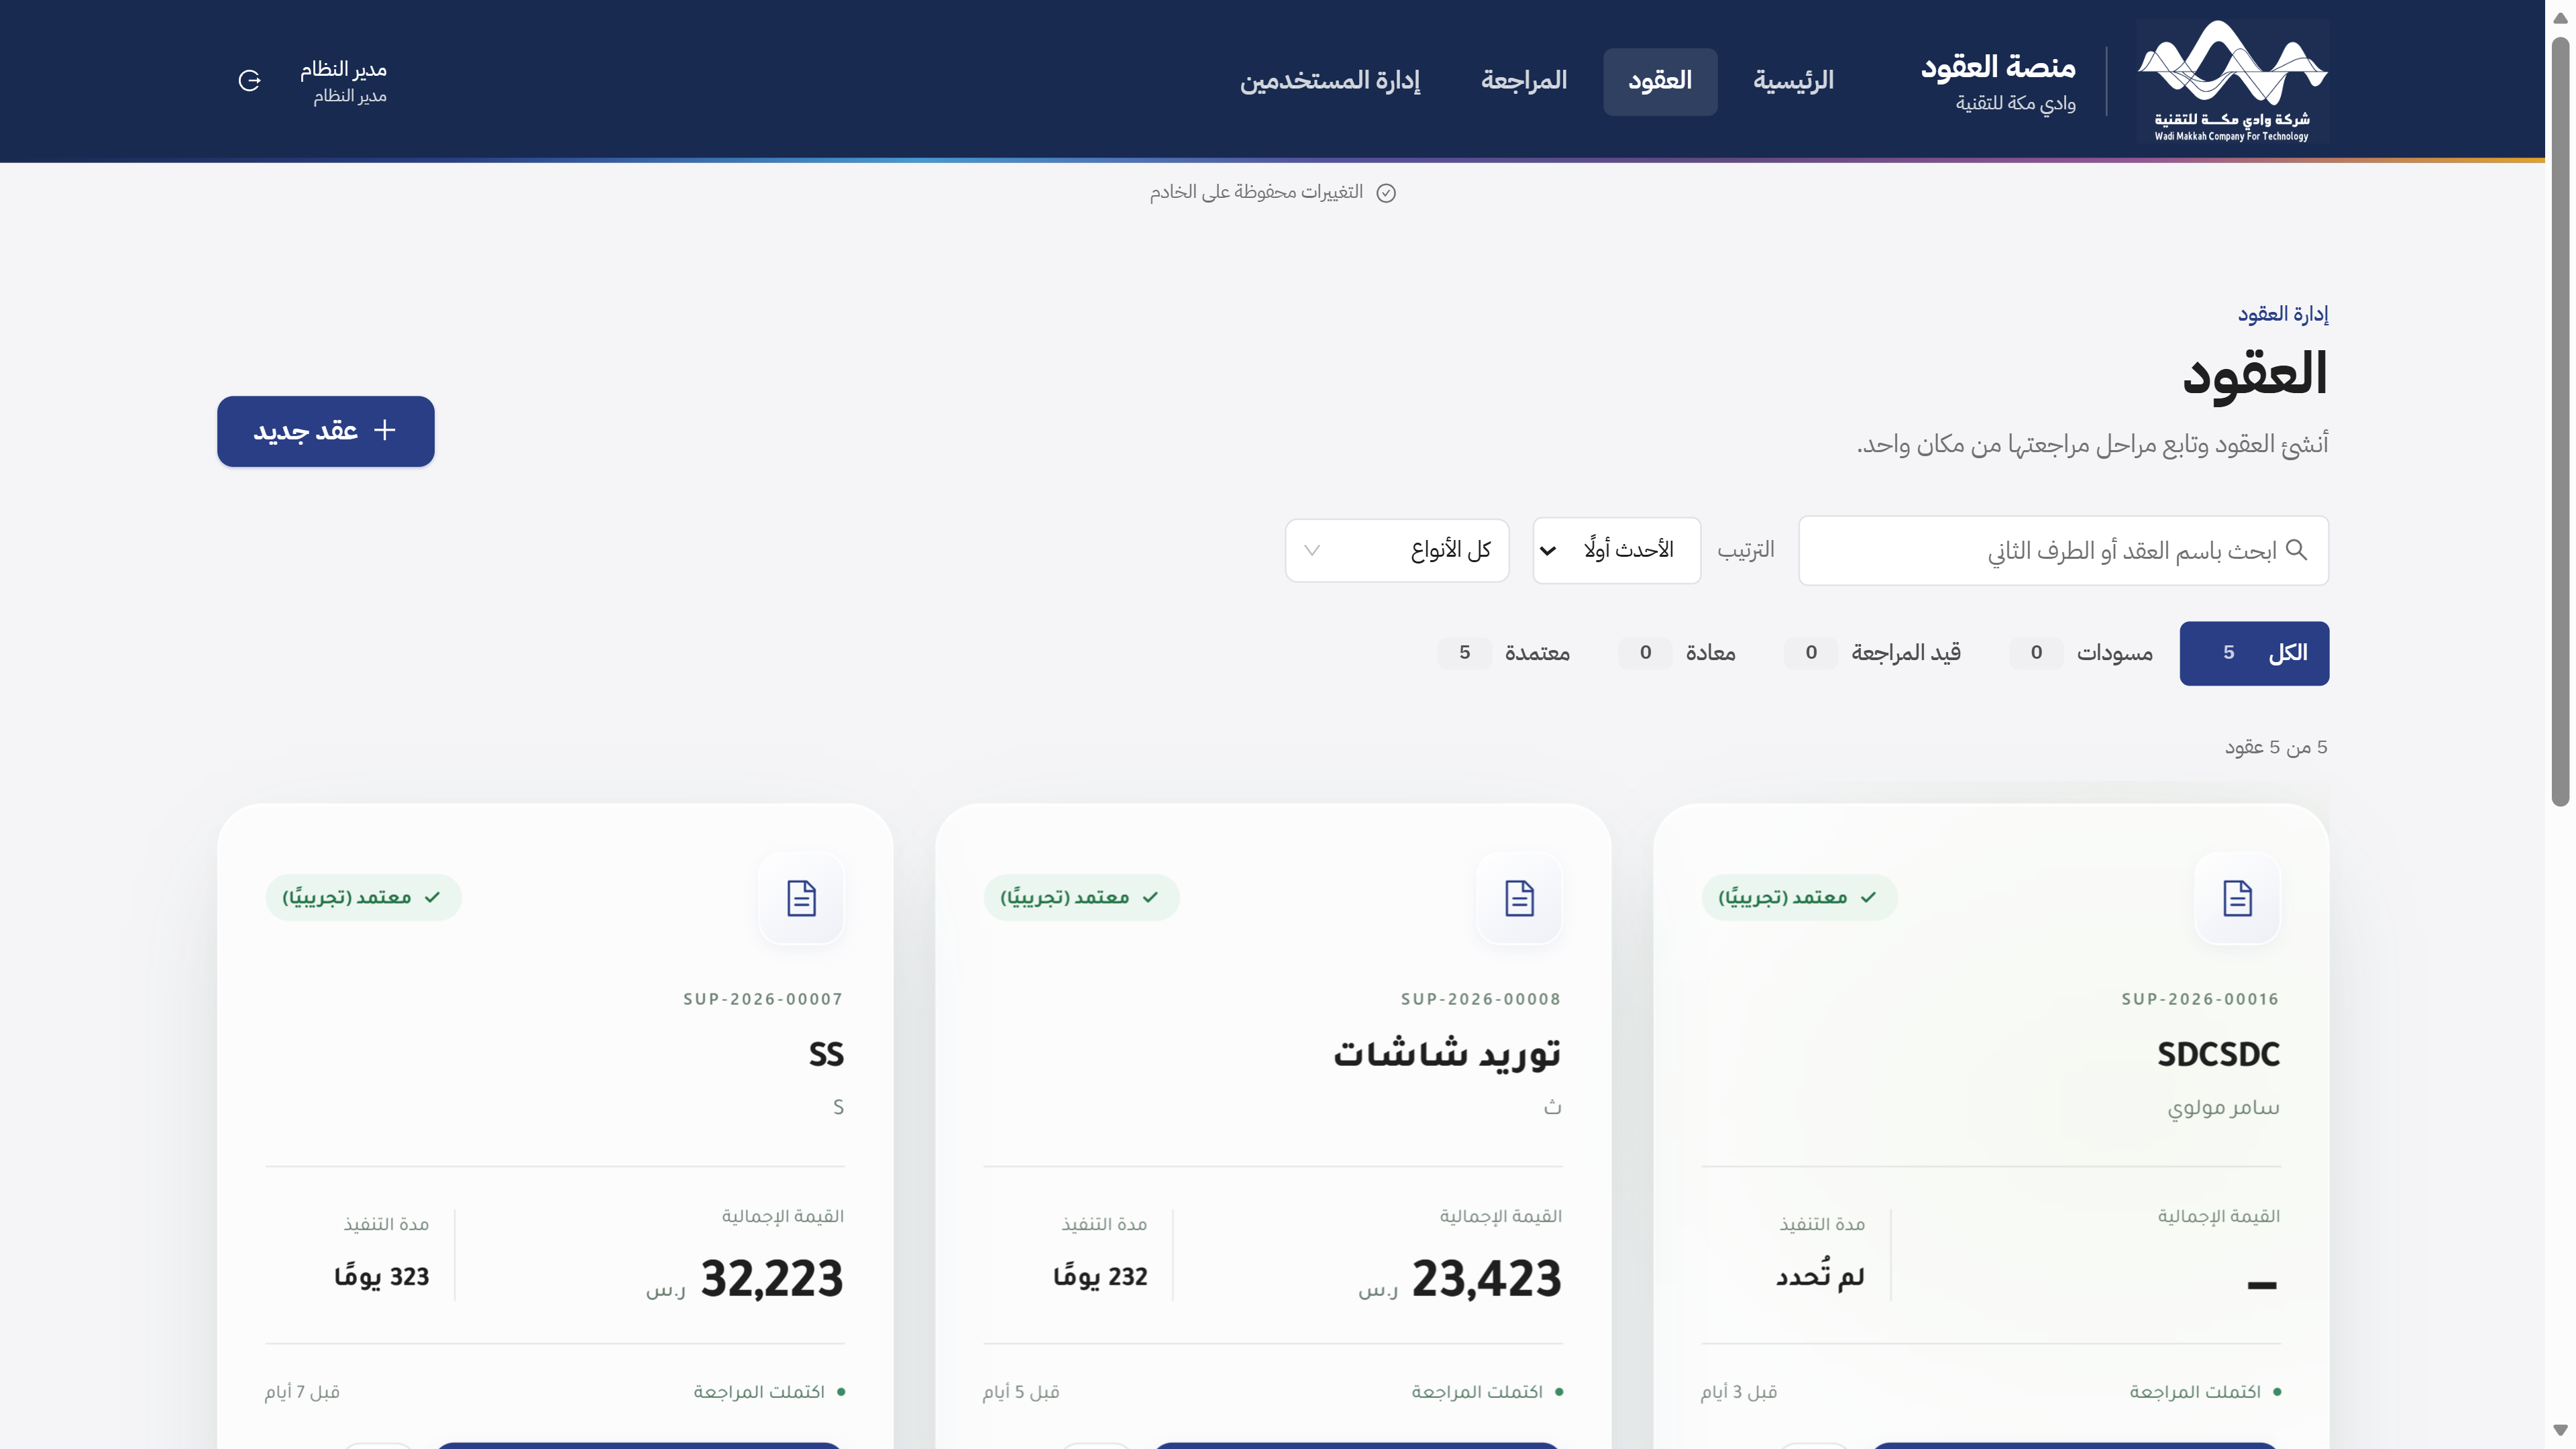 شركة وادي مكـــة للتقنية
Wadi Makkah Company For Technology
منصة العقود
وادي مكة للتقنية
الرئيسية
العقود
المراجعة
إدارة المستخدمين
مدير النظام
مدير النظام
التغييرات محفوظة على الخادم
إدارة العقود
العقود
أنشئ العقود وتابع مراحل مراجعتها من مكان واحد.
عقد جديد
ابحث باسم العقد أو الطرف الثاني
الترتيب
الأحدث أولًا
كل الأنواع
الكل 5
مسودات 0
قيد المراجعة 0
معادة 0
معتمدة 5
5 من 5 عقود
معتمد (تجريبيًا)
SUP-2026-00016
SDCSDC
سامر مولوي
القيمة الإجمالية
–
مدة التنفيذ
لم تُحدد
اكتملت المراجعة
قبل 3 أيام
معتمد (تجريبيًا)
SUP-2026-00008
توريد شاشات
ث
القيمة الإجمالية
23,423 ر.س
مدة التنفيذ
232 يومًا
اكتملت المراجعة
قبل 5 أيام
معتمد (تجريبيًا)
SUP-2026-00007
SS
S
القيمة الإجمالية
32,223 ر.س
مدة التنفيذ
323 يومًا
اكتملت المراجعة
قبل 7 أيام